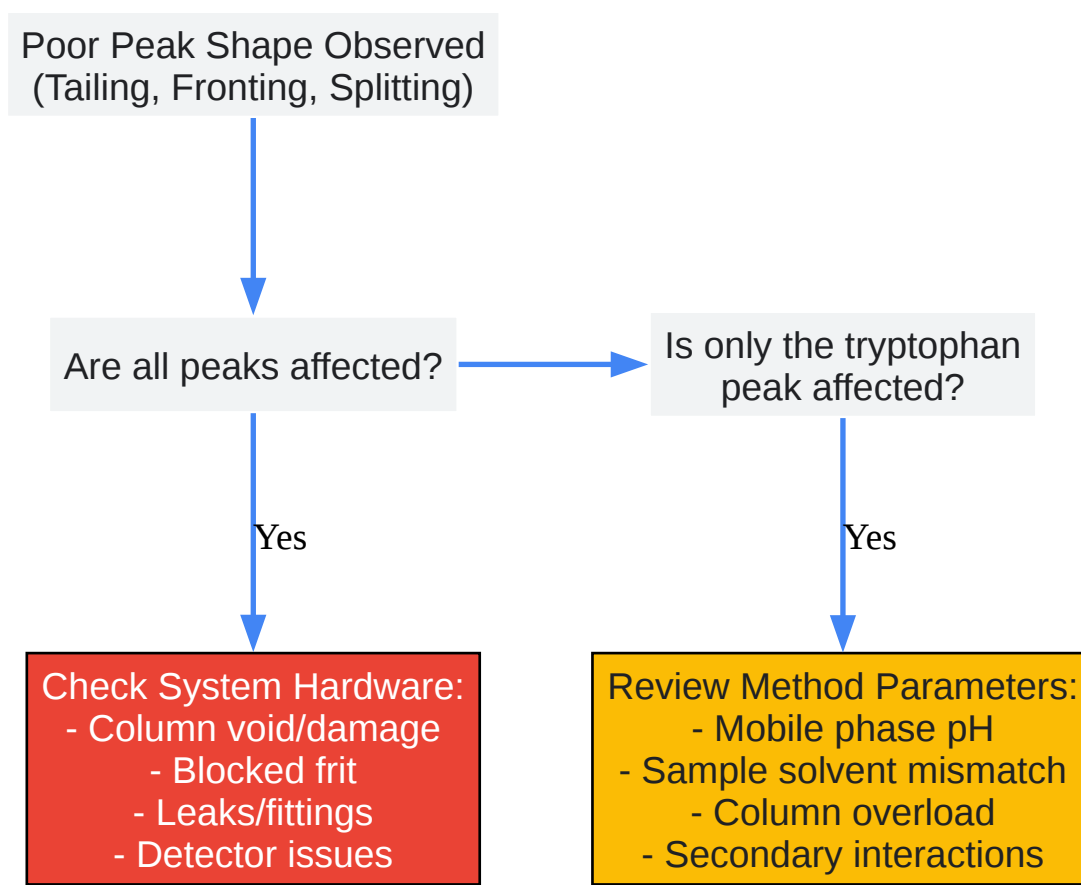 Poor Peak Shape Observed
(Tailing, Fronting, Splitting)
Are all peaks affected?
Is only the tryptophan
peak affected?
Yes
Yes
Check System Hardware:
- Column void/damage
- Blocked frit
- Leaks/fittings
- Detector issues
Review Method Parameters:
- Mobile phase pH
- Sample solvent mismatch
- Column overload
- Secondary interactions